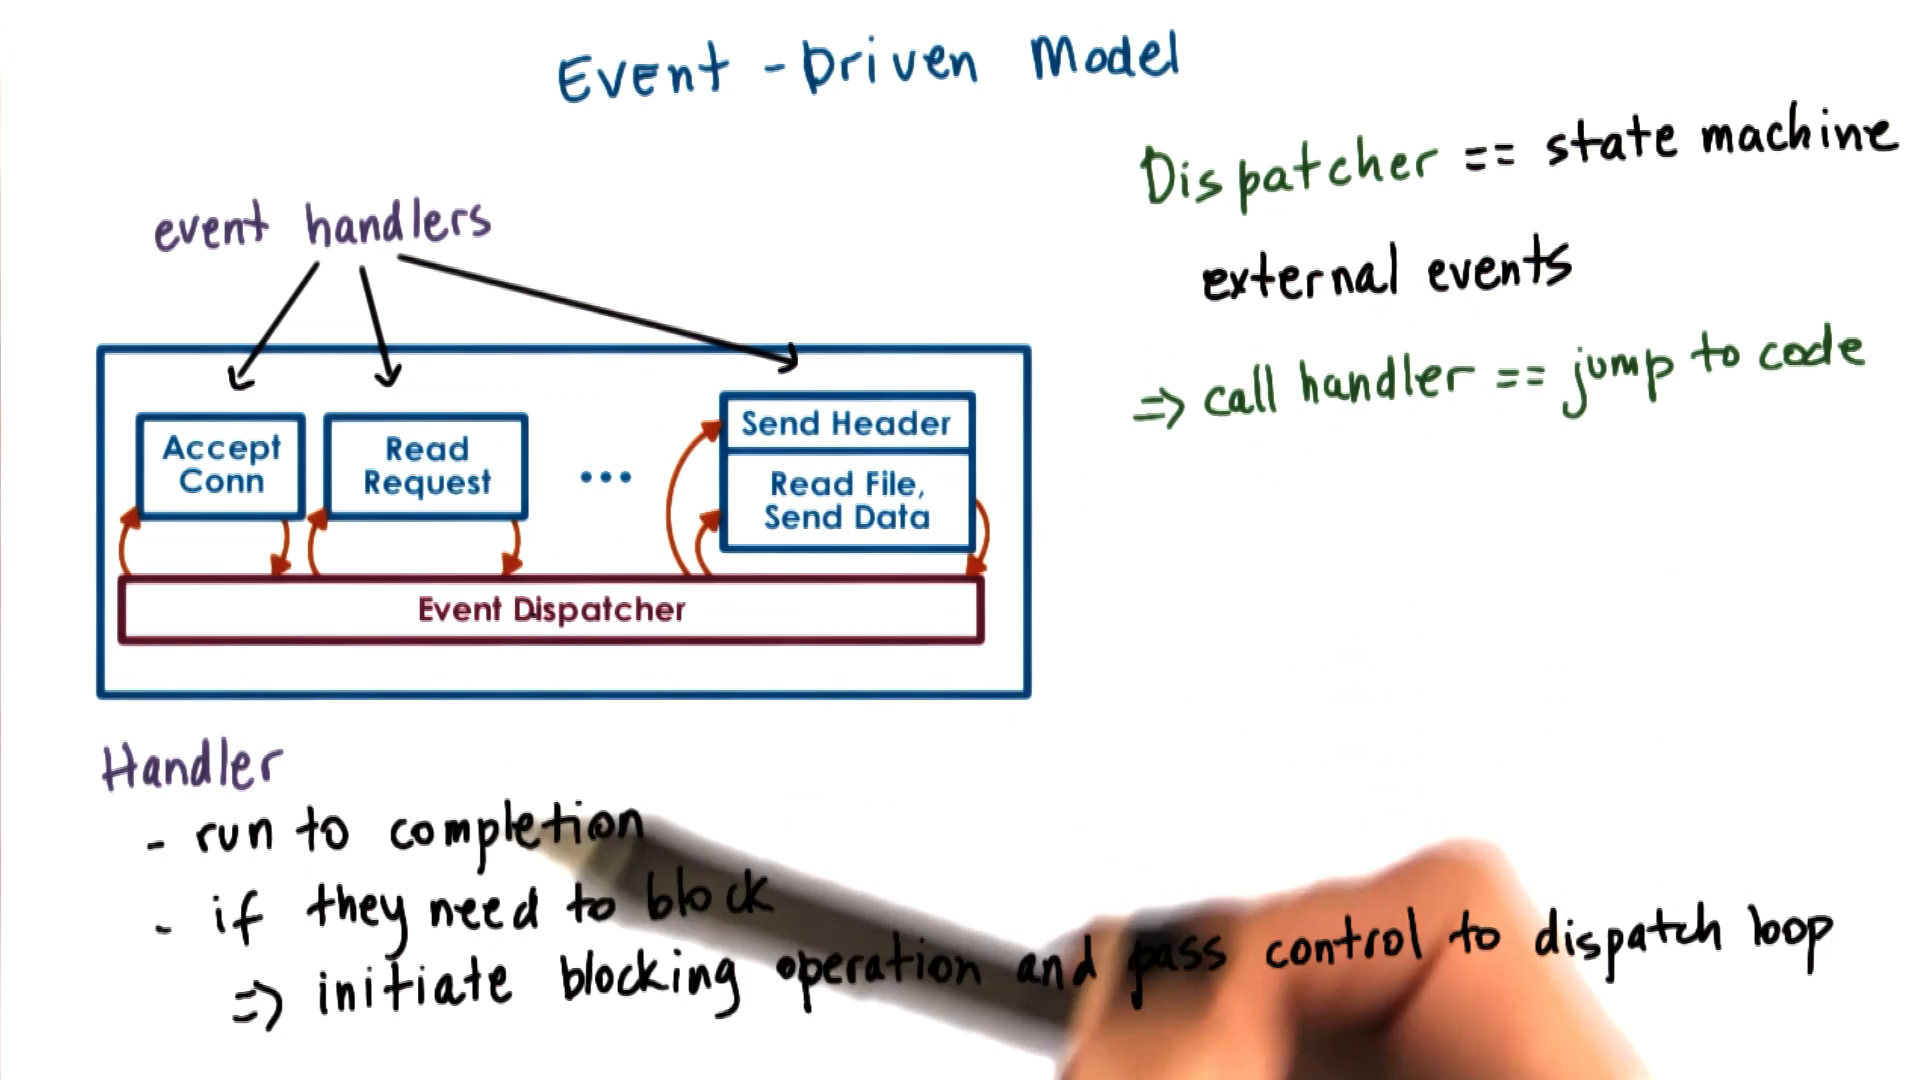 Event-Driven Model
Dispatcher == state machine
external events
=> call handler == jump to code
event handlers
Accept
Conn
Read
Request
...
Send Header
Read File,
Send Data
Event Dispatcher
Handler
- run to completion
- if they need to block
=> initiate blocking operation and pass control to dispatch loop